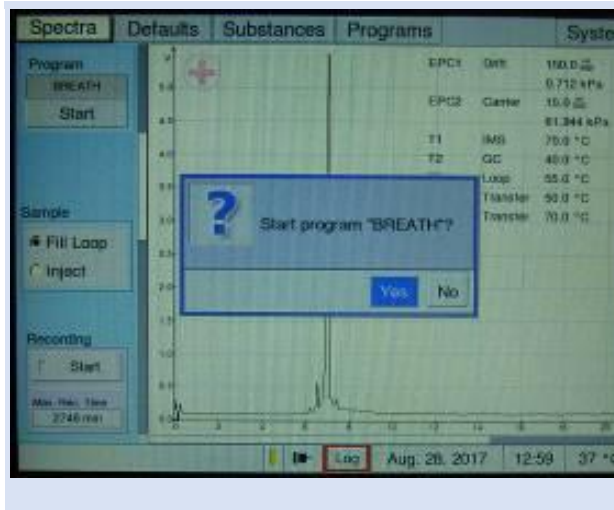 Spectra Defaults Substances Programs Syste
Program
BREATH
Start
EPC1 Drift 150.0
0.712 kPa
EPC2 Carrier 15.0
61.344 kPa
T1 IMS 70.0 °C
T2 GC 40.0 °C
Loop 55.0 °C
Transfer 50.0 °C
Transfer 70.0 °C
? Start program "BREATH"?
Yes No
Sample
Fill Loop
Inject
Recording
Start
Max. Rec. Time
2746 min
Log Aug. 28. 2017 12:59 37 °C